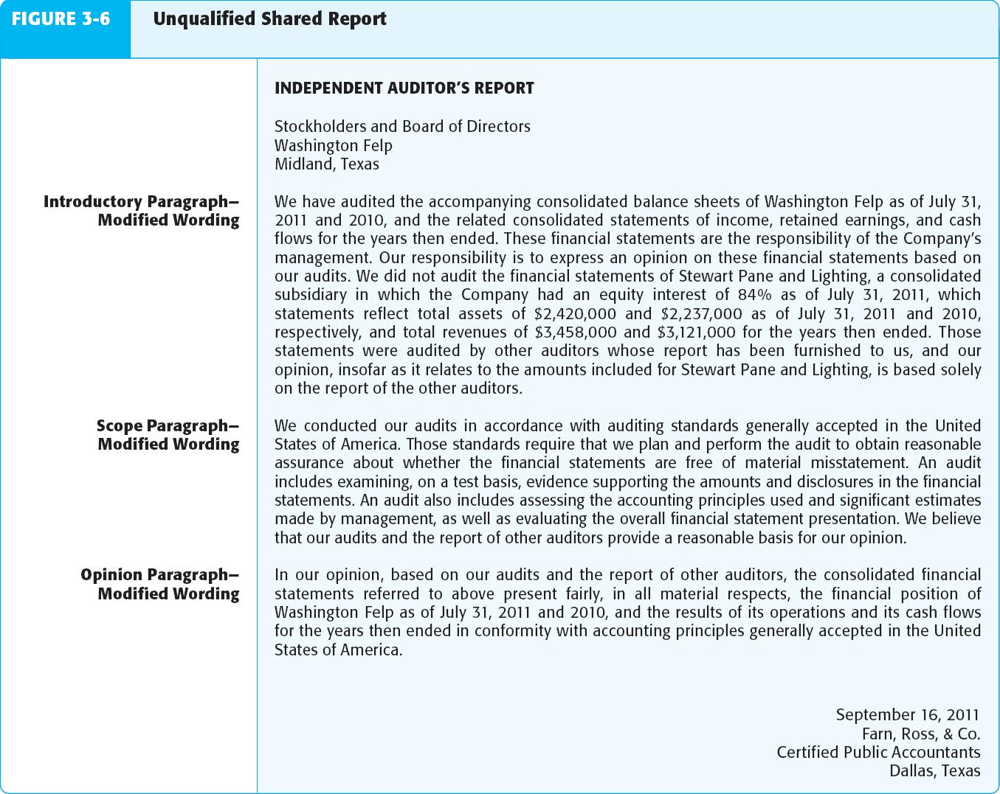 FIGURE 3-6
Unqualified Shared Report
INDEPENDENT AUDITOR’S REPORT
Stockholders and Board of Directors
Washington Felp
Midland, Texas
Introductory Paragraph–
Modified Wording
We have audited the accompanying consolidated balance sheets of Washington Felp as of July 31,
2011 and 2010, and the related consolidated statements of income, retained earnings, and cash
flows for the years then ended. These financial statements are the responsibility of the Company’s
management. Our responsibility is to express an opinion on these financial statements based on
our audits. We did not audit the financial statements of Stewart Pane and Lighting, a consolidated
subsidiary in which the Company had an equity interest of 84% as of July 31, 2011, which
statements reflect total assets of $2,420,000 and $2,237,000 as of July 31, 2011 and 2010,
respectively, and total revenues of $3,458,000 and $3,121,000 for the years then ended. Those
statements were audited by other auditors whose report has been furnished to us, and our
opinion, insofar as it relates to the amounts included for Stewart Pane and Lighting, is based solely
on the report of the other auditors.
Scope Paragraph–
Modified Wording
We conducted our audits in accordance with auditing standards generally accepted in the United
States of America. Those standards require that we plan and perform the audit to obtain reasonable
assurance about whether the financial statements are free of material misstatement. An audit
includes examining, on a test basis, evidence supporting the amounts and disclosures in the financial
statements. An audit also includes assessing the accounting principles used and significant estimates
made by management, as well as evaluating the overall financial statement presentation. We believe
that our audits and the report of other auditors provide a reasonable basis for our opinion.
Opinion Paragraph–
Modified Wording
In our opinion, based on our audits and the report of other auditors, the consolidated financial
statements referred to above present fairly, in all material respects, the financial position of
Washington Felp as of July 31, 2011 and 2010, and the results of its operations and its cash flows
for the years then ended in conformity with accounting principles generally accepted in the United
States of America.
September 16, 2011
Farn, Ross, & Co.
Certified Public Accountants
Dallas, Texas